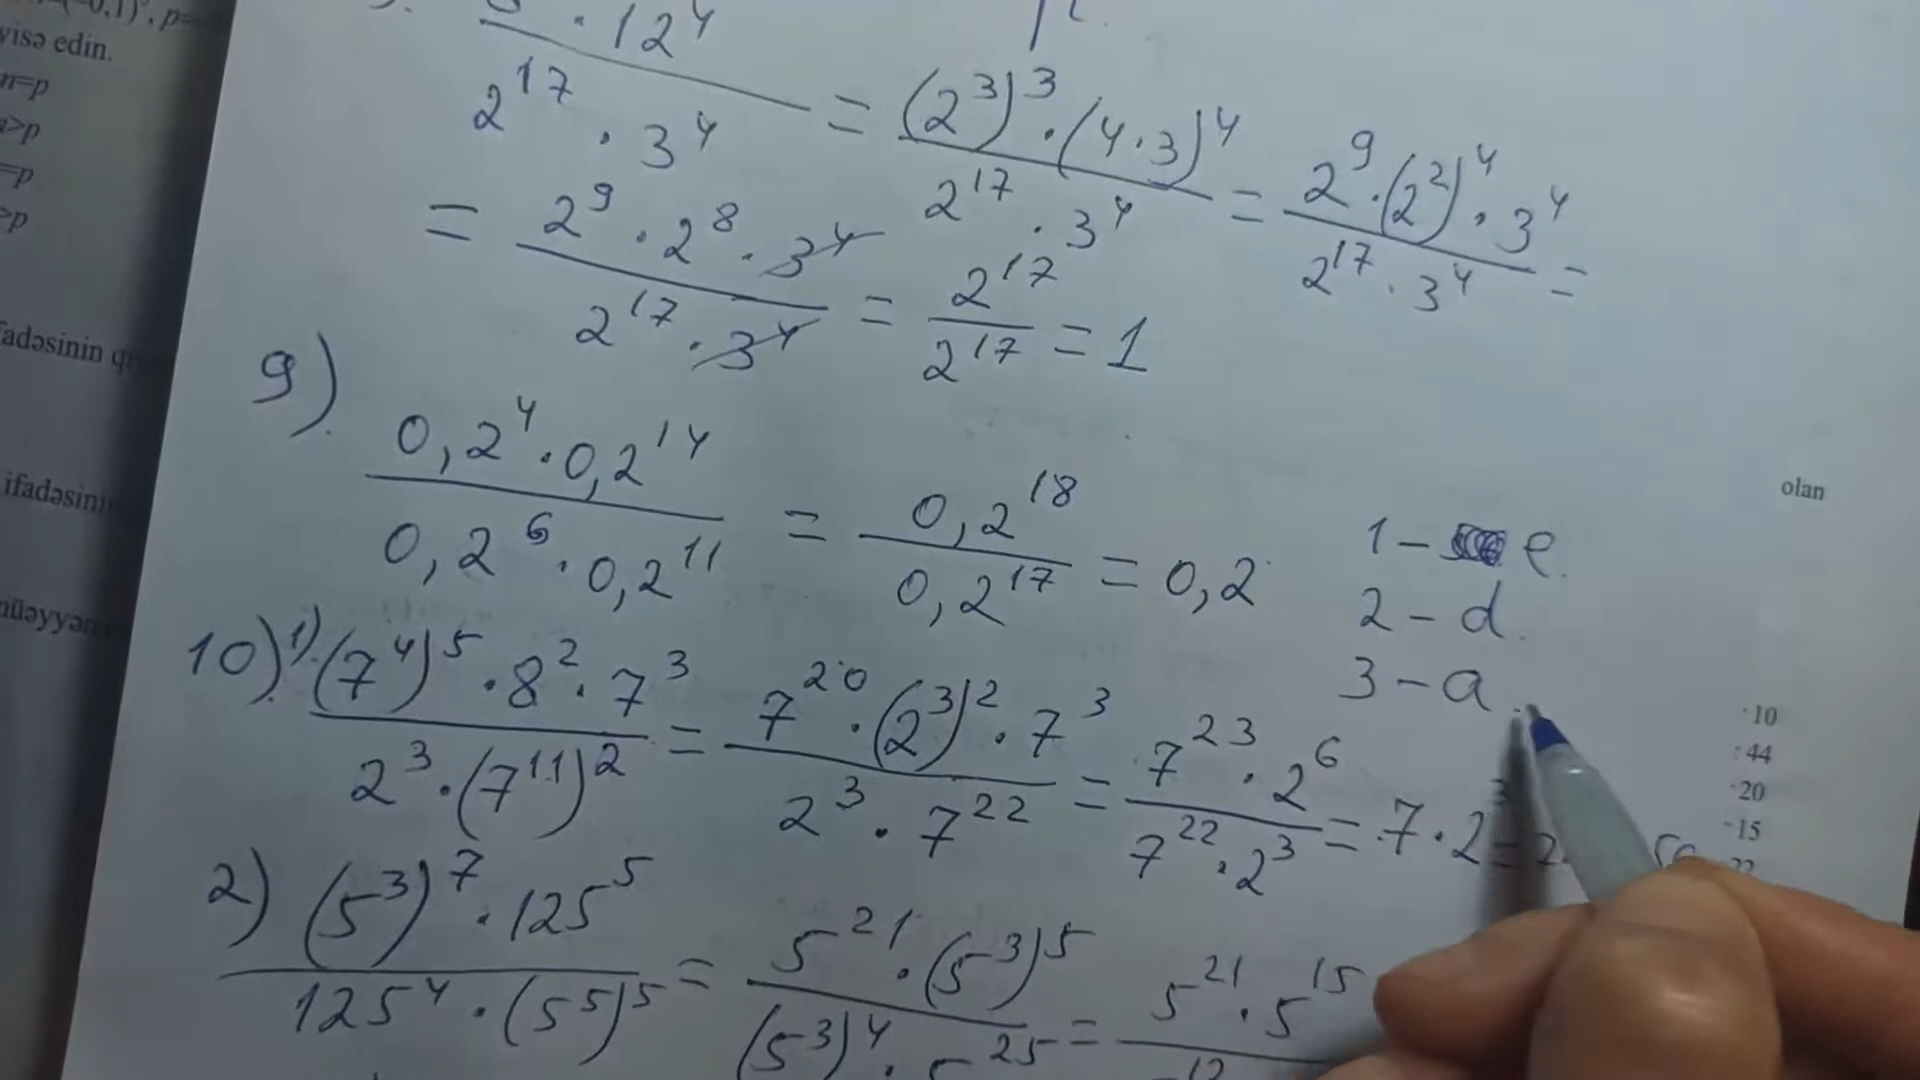 yisə edin.
n=p
>p
=p
>p
ifadəsinin
olan
· 12⁴ / 2¹⁷ · 3⁴ = (2³)³ · (4·3)⁴ / 2¹⁷ · 3⁴ = 2⁹ · (2²)⁴ · 3⁴ / 2¹⁷ · 3⁴ =
= 2⁹ · 2⁸ · 3⁴ / 2¹⁷ · 3⁴ = 2¹⁷ / 2¹⁷ = 1
9). 0,2⁴ · 0,2¹⁴ / 0,2⁶ · 0,2¹¹ = 0,2¹⁸ / 0,2¹⁷ = 0,2
1 – e.
2 – d.
3 – a.
10). 1). (7⁴)⁵ · 8² · 7³ / 2³ · (7¹¹)² = 7²⁰ · (2³)² · 7³ / 2³ · 7²² = 7²³ · 2⁶ / 7²² · 2³ = 7 · 2³ =
2) (5³)⁷ · 125⁵ / 125⁴ · (5⁵)⁵ = 5²¹ · (5³)⁵ / (5³)⁴ · 5²⁵ = 5²¹ · 5¹⁵
10
44
20
15